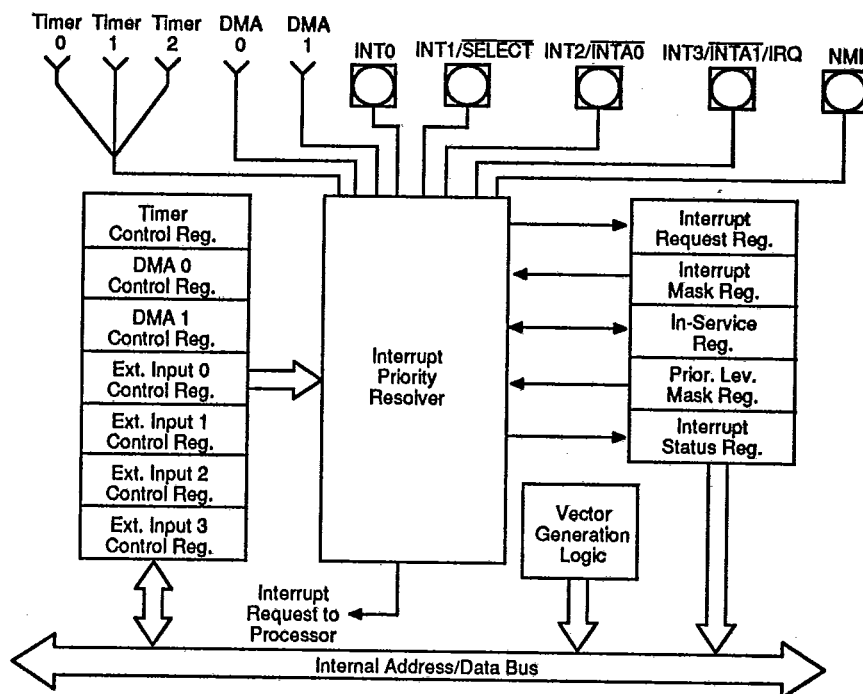 Timer Timer Timer DMA DMA
0 1 2 0 1
INT0 INT1/SELECT INT2/INTA0 INT3/INTA1/IRQ NMI
Timer
Control Reg.
DMA 0
Control Reg.
DMA 1
Control Reg.
Ext. Input 0
Control Reg.
Ext. Input 1
Control Reg.
Ext. Input 2
Control Reg.
Ext. Input 3
Control Reg.
Interrupt
Priority
Resolver
Interrupt
Request Reg.
Interrupt
Mask Reg.
In-Service
Reg.
Prior. Lev.
Mask Reg.
Interrupt
Status Reg.
Vector
Generation
Logic
Interrupt
Request to
Processor
Internal Address/Data Bus